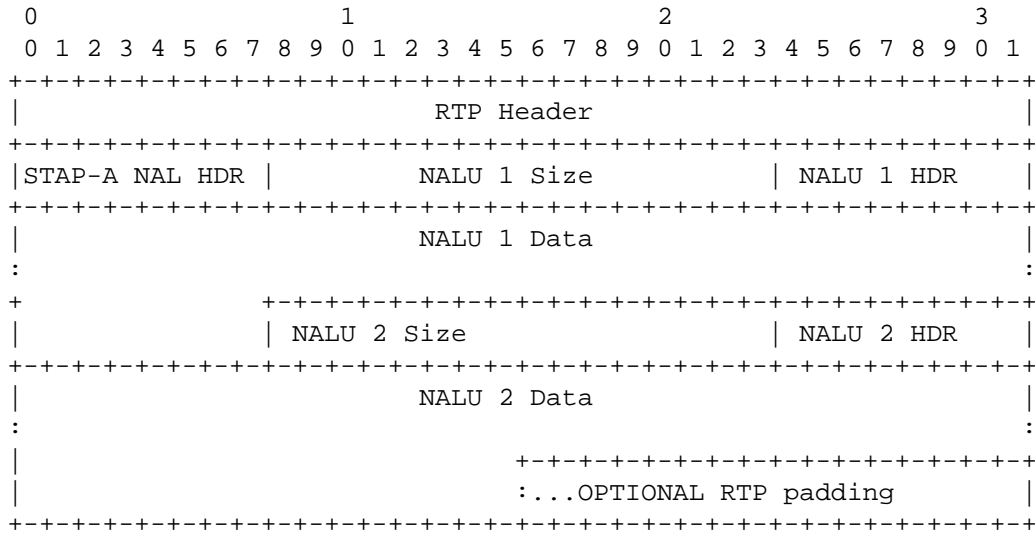 0                   1                   2                   3
 0 1 2 3 4 5 6 7 8 9 0 1 2 3 4 5 6 7 8 9 0 1 2 3 4 5 6 7 8 9 0 1
+-+-+-+-+-+-+-+-+-+-+-+-+-+-+-+-+-+-+-+-+-+-+-+-+-+-+-+-+-+-+-+-+
|                          RTP Header                           |
+-+-+-+-+-+-+-+-+-+-+-+-+-+-+-+-+-+-+-+-+-+-+-+-+-+-+-+-+-+-+-+-+
|STAP-A NAL HDR |         NALU 1 Size           | NALU 1 HDR    |
+-+-+-+-+-+-+-+-+-+-+-+-+-+-+-+-+-+-+-+-+-+-+-+-+-+-+-+-+-+-+-+-+
|                         NALU 1 Data                           |
:                                                               :
+               +-+-+-+-+-+-+-+-+-+-+-+-+-+-+-+-+-+-+-+-+-+-+-+-+
|               | NALU 2 Size                   | NALU 2 HDR    |
+-+-+-+-+-+-+-+-+-+-+-+-+-+-+-+-+-+-+-+-+-+-+-+-+-+-+-+-+-+-+-+-+
|                         NALU 2 Data                           |
:                                                               :
|                               +-+-+-+-+-+-+-+-+-+-+-+-+-+-+-+-+
|                               :...OPTIONAL RTP padding        |
+-+-+-+-+-+-+-+-+-+-+-+-+-+-+-+-+-+-+-+-+-+-+-+-+-+-+-+-+-+-+-+-+